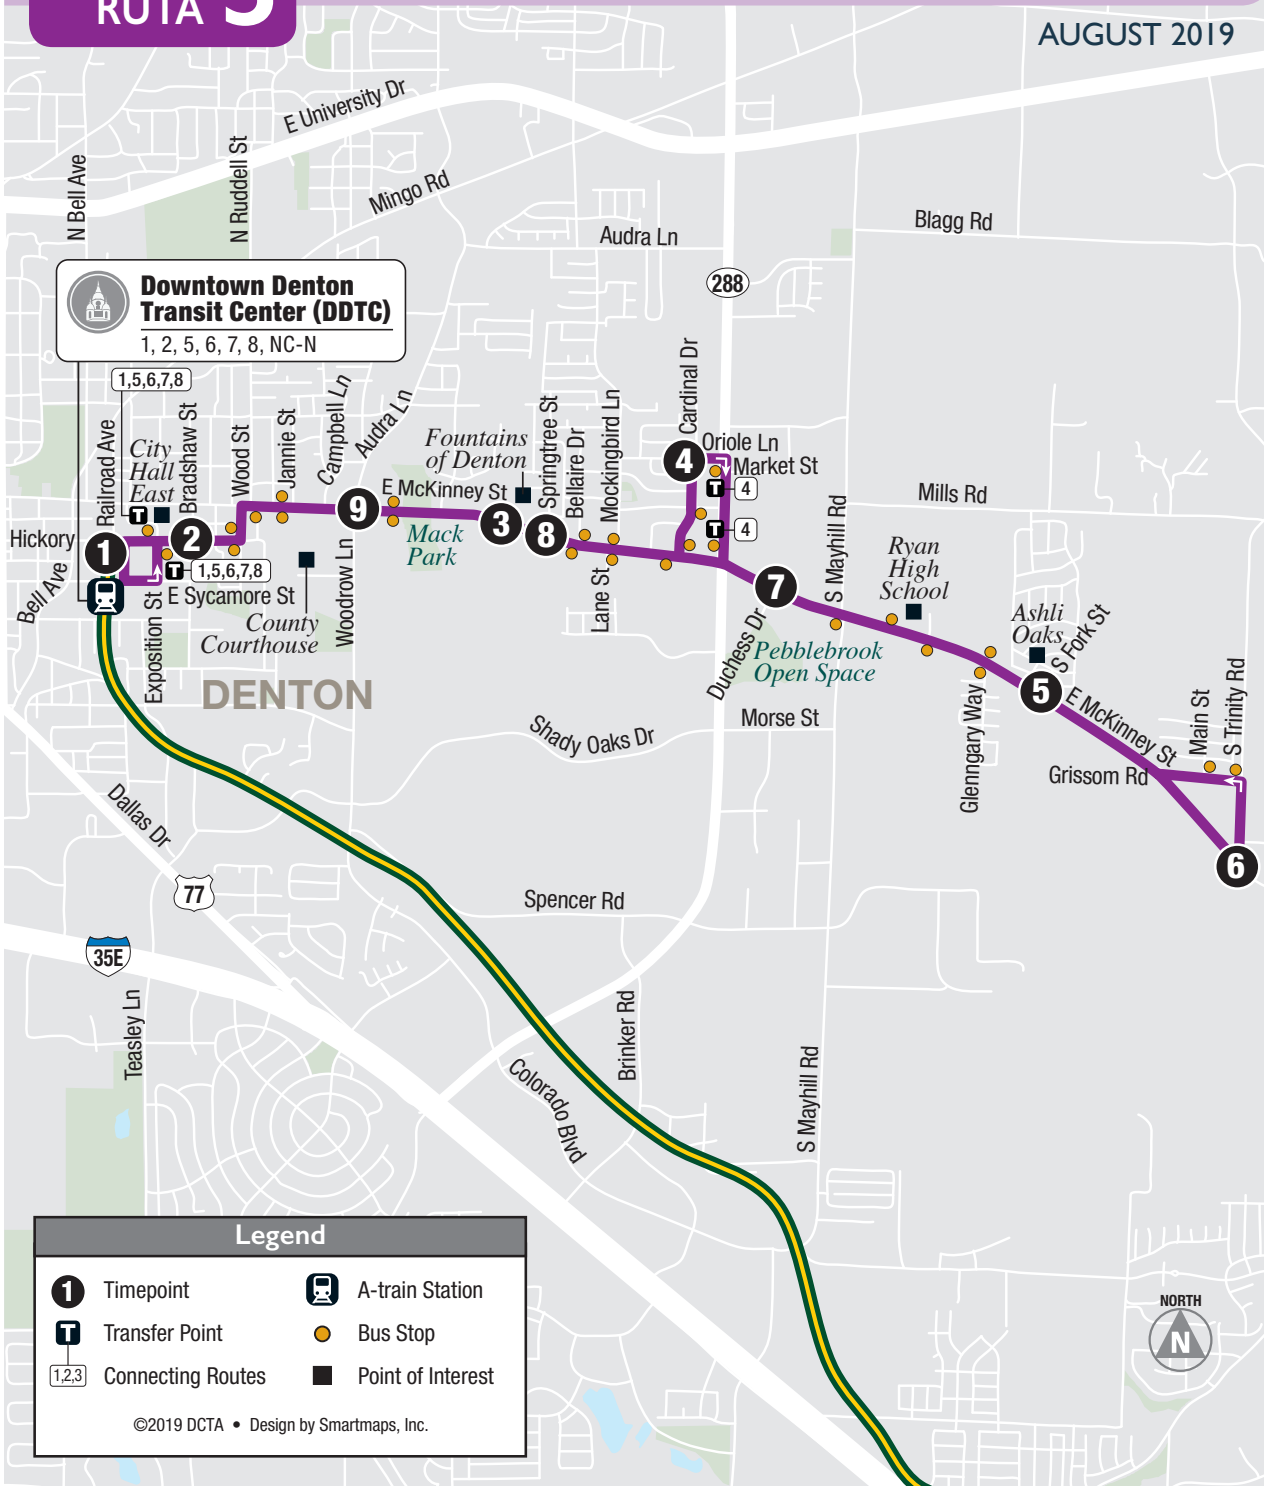 RUTA
AUGUST 2019
E University Dr
N Bell Ave
N Ruddell St
Mingo Rd
Audra Ln
Blagg Rd
288
Downtown Denton
Transit Center (DDTC)
1, 2, 5, 6, 7, 8, NC-N
1,5,6,7,8
Railroad Ave
City
Hall
East
Bradshaw St
Wood St
Jannie St
Campbell Ln
Audra Ln
Fountains
of Denton
E McKinney St
Springtree St
Bellaire Dr
Mockingbird Ln
Cardinal Dr
Oriole Ln
Market St
4
T
4
T
4
Mills Rd
S Mayhill Rd
Hickory
T
1
2
9
Mack
Park
3
8
7
Ryan
High
School
Bell Ave
T
1,5,6,7,8
E Sycamore St
County
Courthouse
Woodrow Ln
Exposition St
Lane St
Duchess Dr
Pebblebrook
Open Space
Ashli
Oaks
S Fork St
5
E McKinney St
Glenngary Way
Main St
S Trinity Rd
Grissom Rd
6
DENTON
Shady Oaks Dr
Morse St
Dallas Dr
77
35E
Spencer Rd
Teasley Ln
Brinker Rd
Colorado Blvd
S Mayhill Rd
Legend
1 Timepoint
A-train Station
T Transfer Point
Bus Stop
1,2,3 Connecting Routes
Point of Interest
©2019 DCTA • Design by Smartmaps, Inc.
NORTH
N